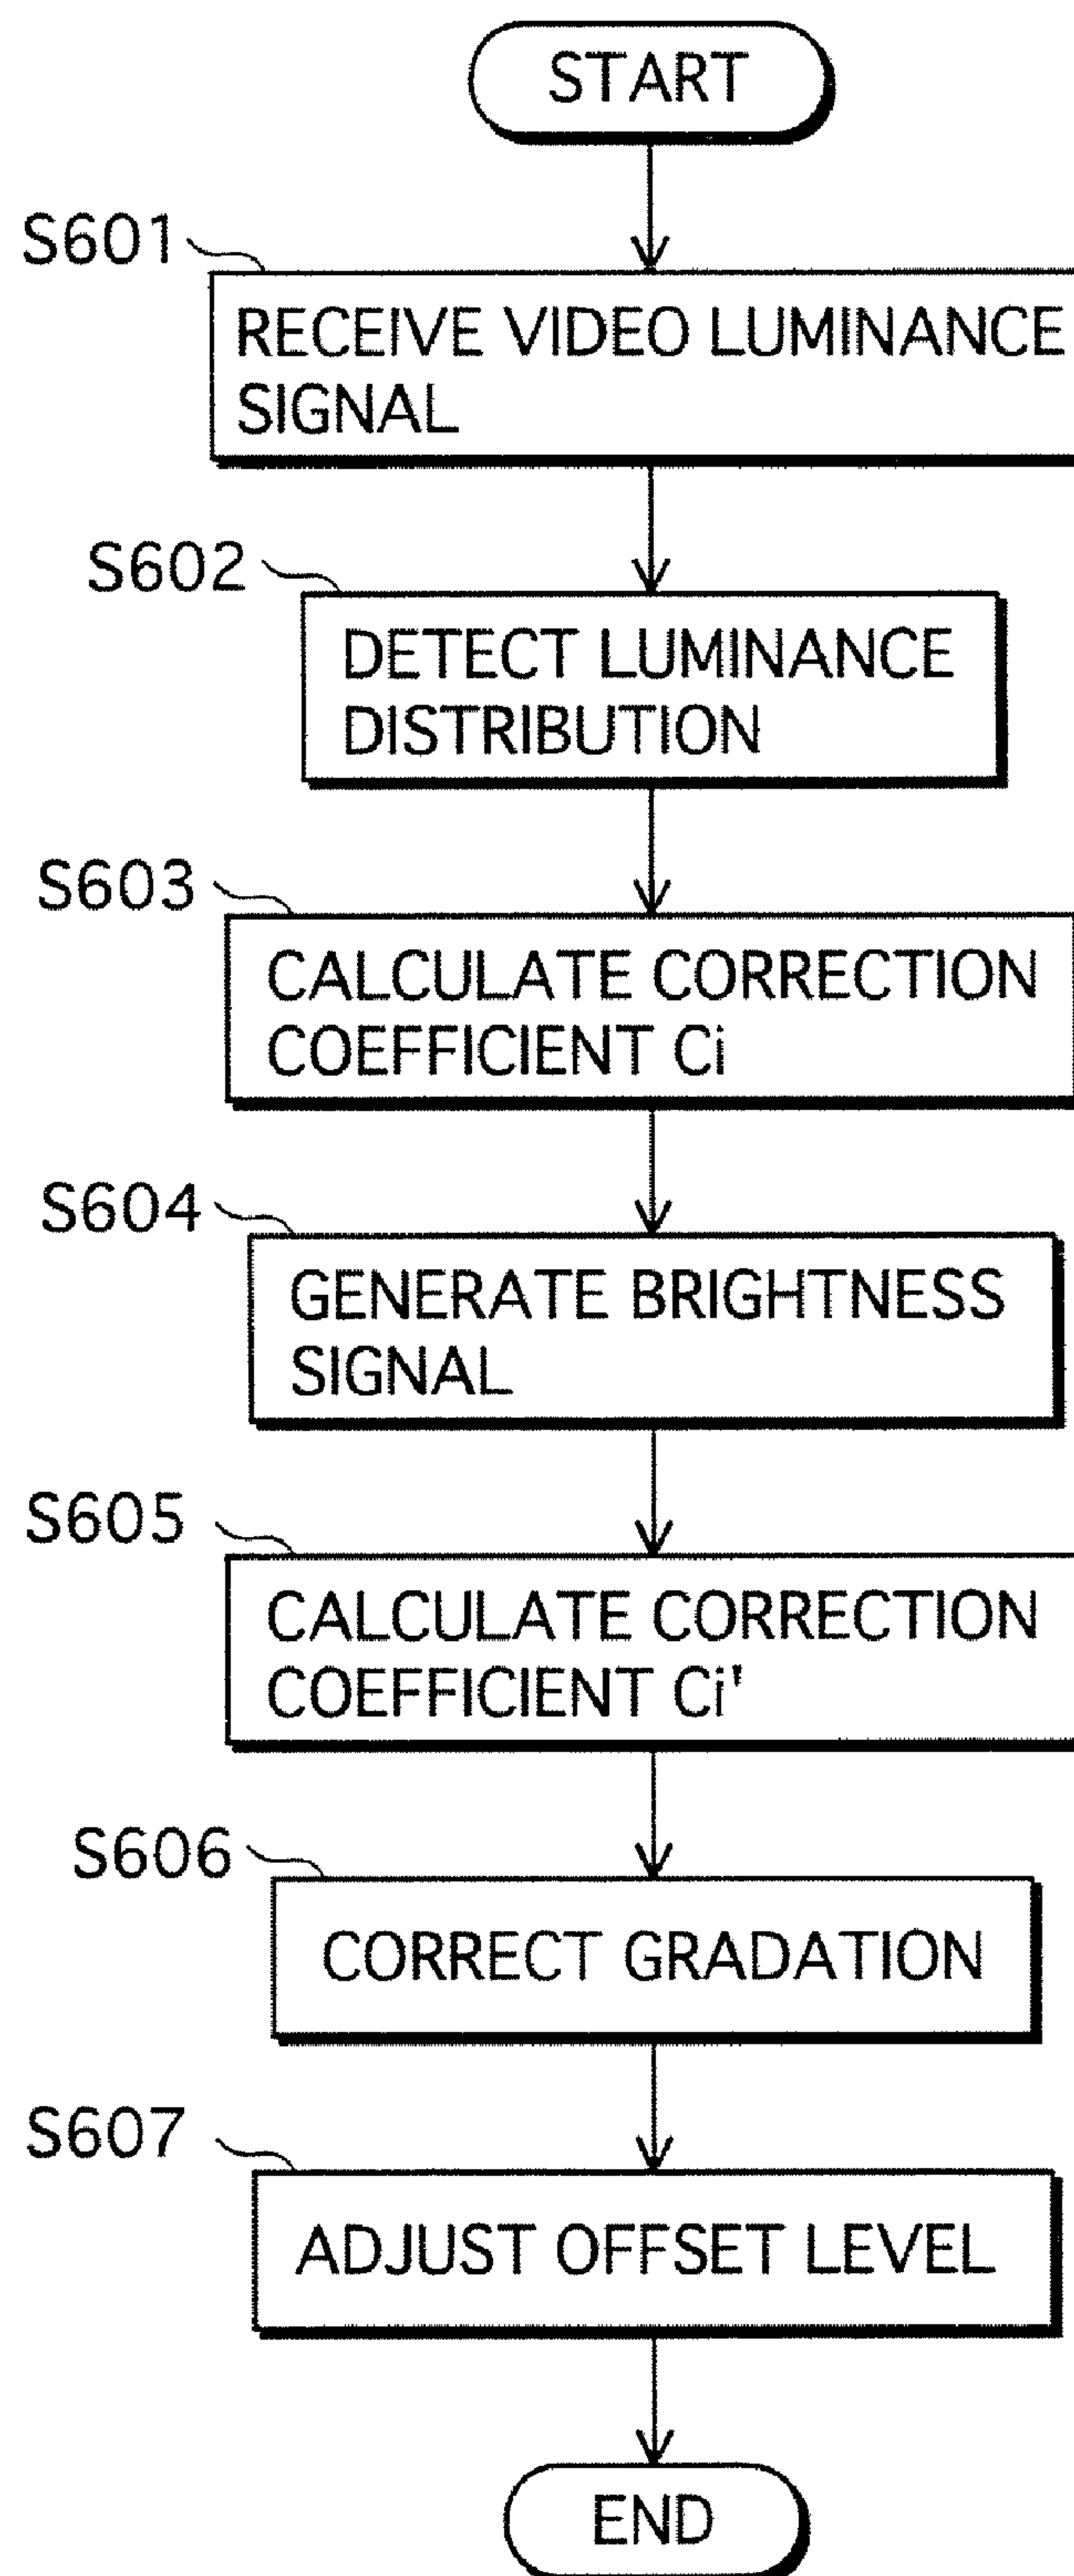 START
S601
RECEIVE VIDEO LUMINANCE
SIGNAL
S602
DETECT LUMINANCE
DISTRIBUTION
S603
CALCULATE CORRECTION
COEFFICIENT Ci
S604
GENERATE BRIGHTNESS
SIGNAL
S605
CALCULATE CORRECTION
COEFFICIENT Ci'
S606
CORRECT GRADATION
S607
ADJUST OFFSET LEVEL
END